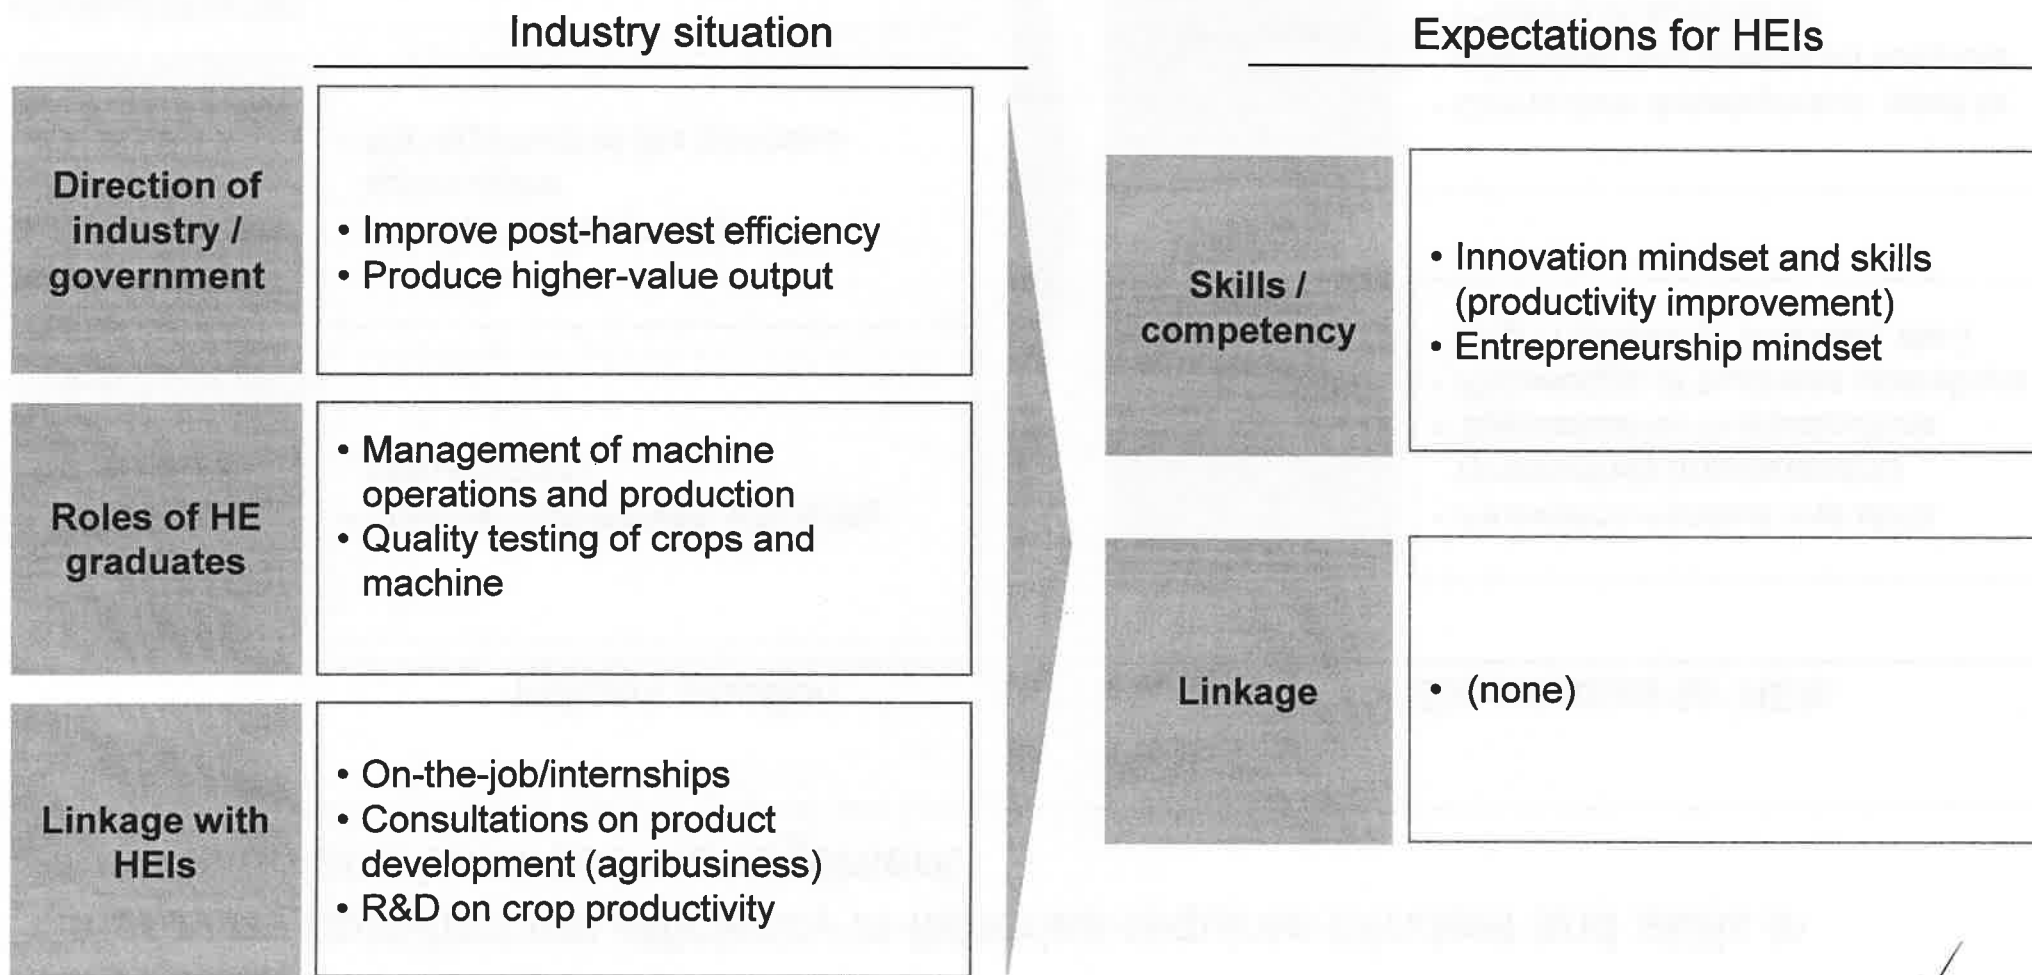 Industry situation
Direction of
industry /
government
• Improve post-harvest efficiency
• Produce higher-value output
Roles of HE
graduates
• Management of machine
operations and production
• Quality testing of crops and
machine
Linkage with
HEIs
• On-the-job/internships
• Consultations on product
development (agribusiness)
• R&D on crop productivity
Expectations for HEIs
Skills /
competency
• Innovation mindset and skills
(productivity improvement)
• Entrepreneurship mindset
Linkage
• (none)